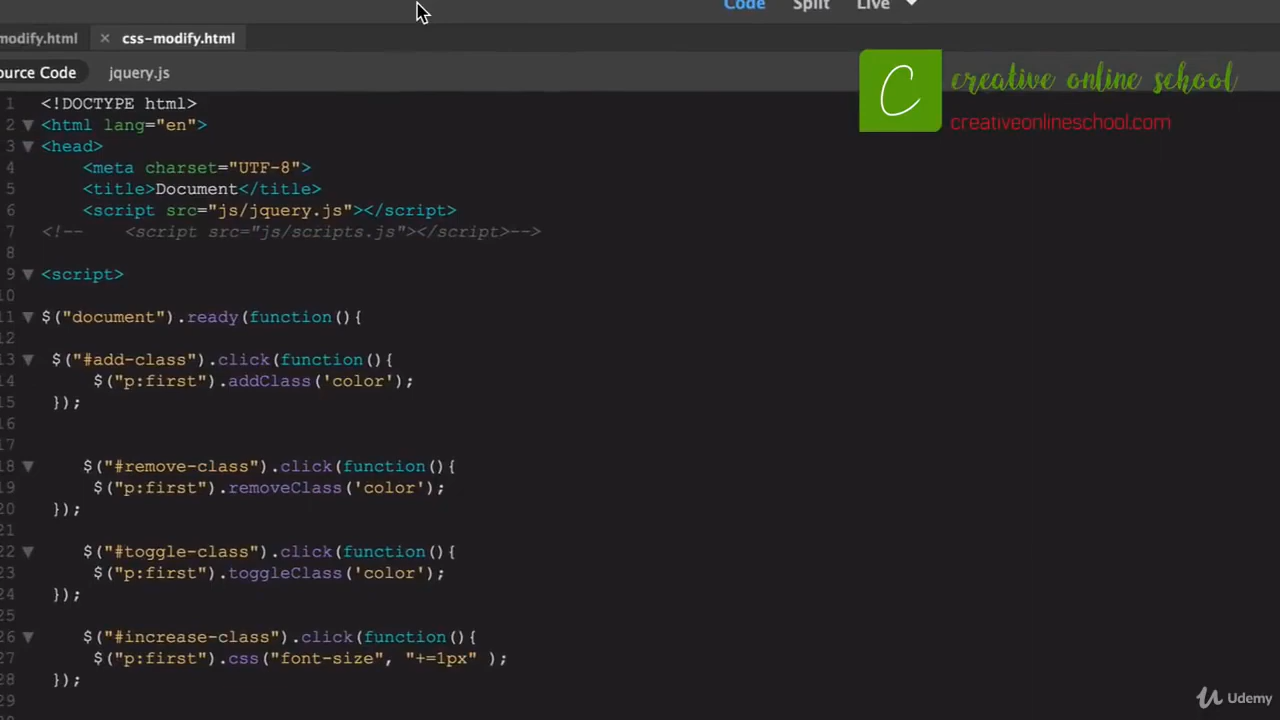 Code Split Live
modify.html × css-modify.html
ource Code jquery.js
creative online school
C
creativeonlineschool.com
1 <!DOCTYPE html>
2 <html lang="en">
3 <head>
4 <meta charset="UTF-8">
5 <title>Document</title>
6 <script src="js/jquery.js"></script>
7 <!-- <script src="js/scripts.js"></script>-->
8
9 <script>
10
11 $("document").ready(function(){
12
13 $("#add-class").click(function(){
14 $("p:first").addClass('color');
15 });
16
17
18 $("#remove-class").click(function(){
19 $("p:first").removeClass('color');
20 });
21
22 $("#toggle-class").click(function(){
23 $("p:first").toggleClass('color');
24 });
25
26 $("#increase-class").click(function(){
27 $("p:first").css("font-size", "+=1px" );
28 });
29
Udemy